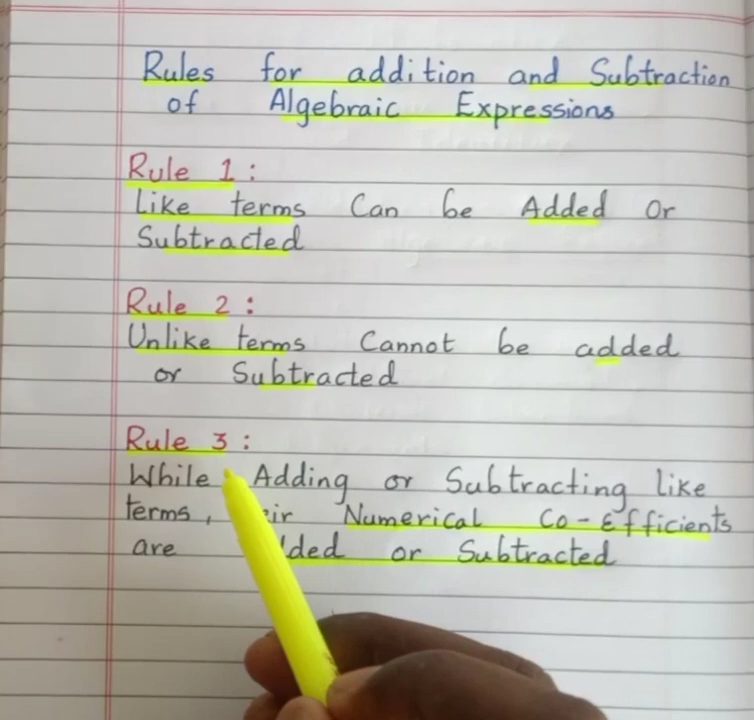 Rules for addition and Subtraction
of Algebraic Expressions
Rule 1 :
Like terms Can be Added Or
Subtracted
Rule 2 :
Unlike terms Cannot be added
or Subtracted
Rule 3 :
While Adding or Subtracting like
terms, Numerical Co-Efficients
are or Subtracted